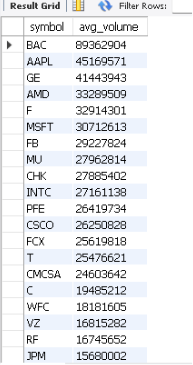 Result Grid Filter Rows:
symbol avg_volume
BAC 89362904
AAPL 45169571
GE 41443943
AMD 33289509
F 32914301
MSFT 30712613
FB 29227824
MU 27962814
CHK 27885402
INTC 27161138
PFE 26419734
CSCO 26250828
FCX 25619818
T 25476621
CMCSA 24603642
C 19485212
WFC 18181605
VZ 16815282
RF 16745652
JPM 15680002